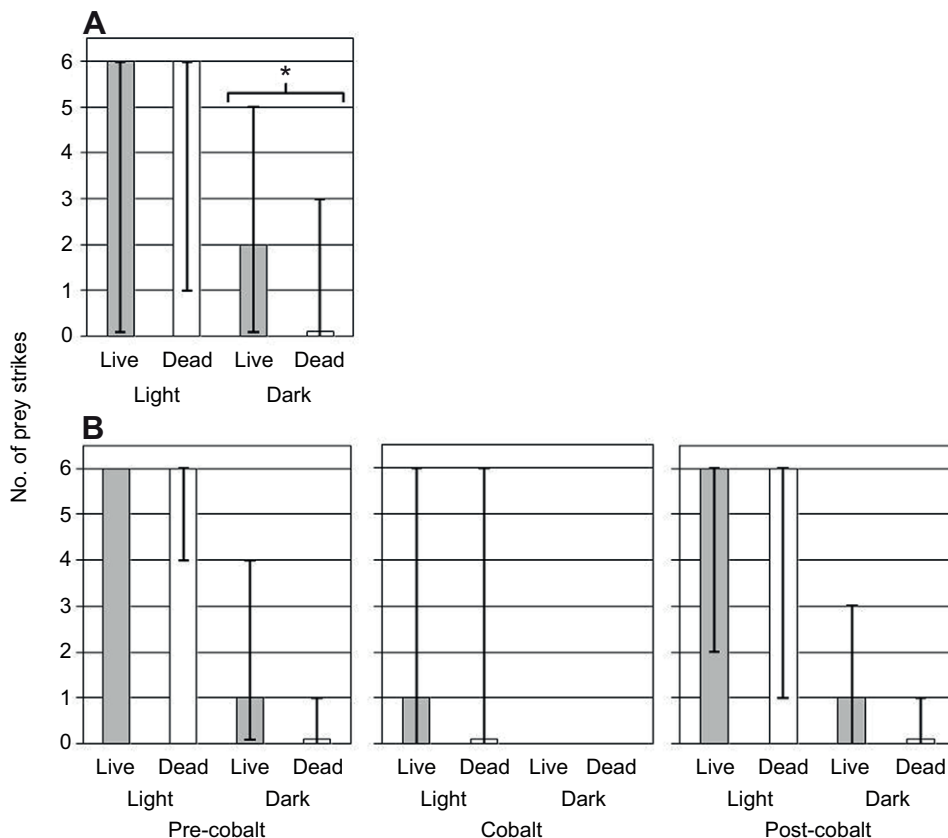 A
6
5
4
3
2
1
0
*
Live Dead Live Dead
Light Dark
No. of prey strikes
B
6
5
4
3
2
1
0
Live Dead Live Dead Live Dead Live Dead Live Dead Live Dead
Light Dark Light Dark Light Dark
Pre-cobalt Cobalt Post-cobalt